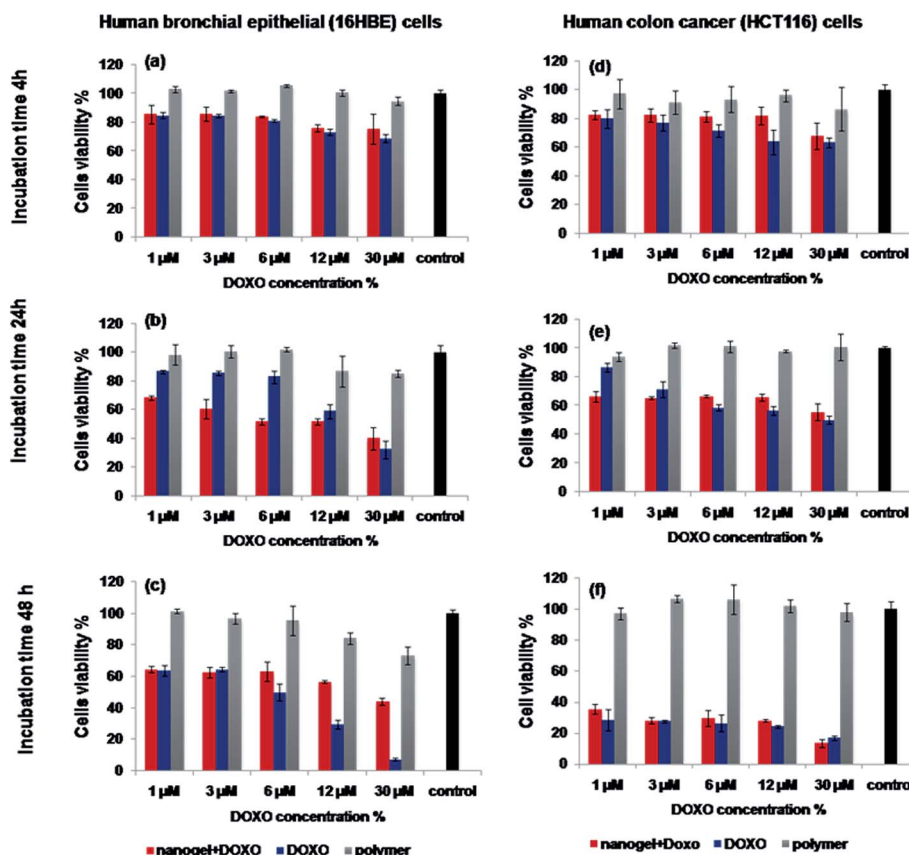 Human bronchial epithelial (16HBE) cells
Human colon cancer (HCT116) cells
Incubation time 4h
(a)
Cells viability %
120
100
80
60
40
20
0
1 µM 3 µM 6 µM 12 µM 30 µM control
DOXO concentration %
(d)
Cells viability %
120
100
80
60
40
20
0
1 µM 3 µM 6 µM 12 µM 30 µM control
DOXO concentration %
Incubation time 24h
(b)
Cells viability %
120
100
80
60
40
20
0
1 µM 3 µM 6 µM 12 µM 30 µM control
DOXO concentration %
(e)
Cells viability %
120
100
80
60
40
20
0
1 µM 3 µM 6 µM 12 µM 30 µM control
DOXO concentration %
Incubation time 48 h
(c)
Cells viability %
120
100
80
60
40
20
0
1 µM 3 µM 6 µM 12 µM 30 µM control
DOXO concentration %
(f)
Cell viability %
120
100
80
60
40
20
0
1 µM 3 µM 6 µM 12 µM 30 µM control
DOXO concentration %
nanogel+DOXO DOXO polymer
nanogel+Doxo DOXO polymer